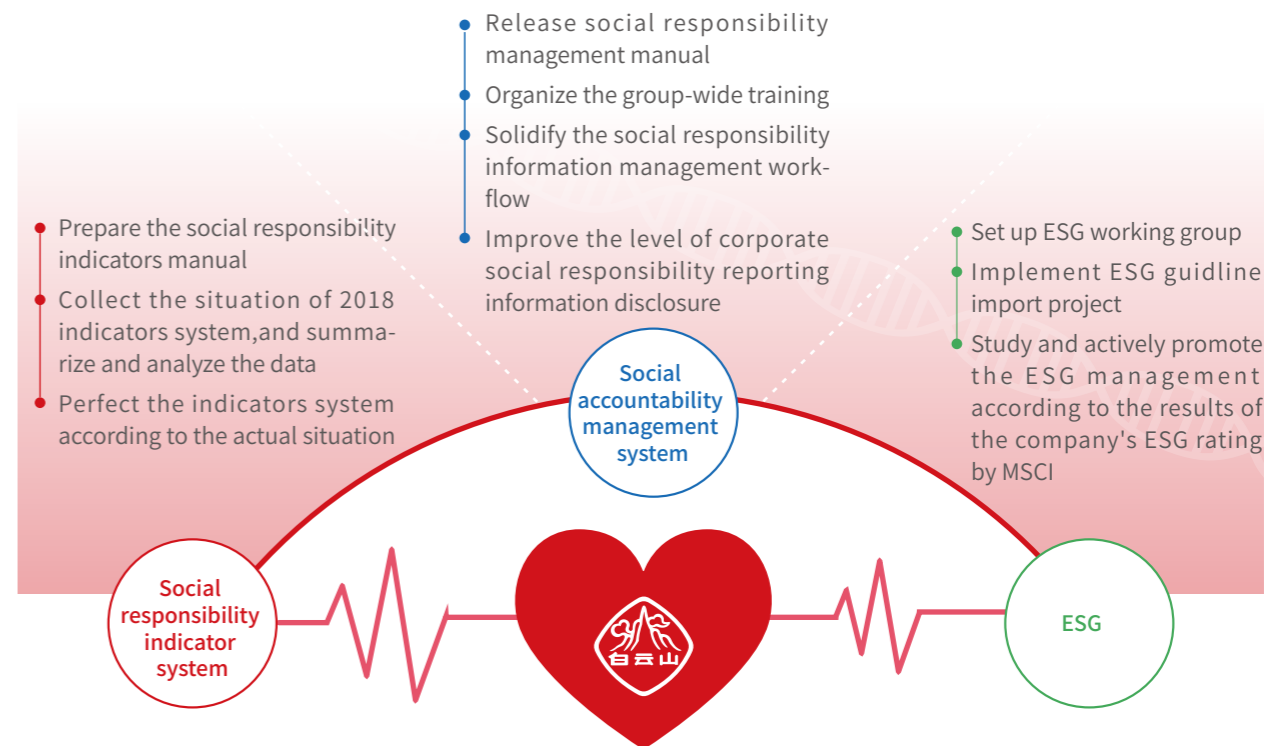 Release social responsibility
management manual
Organize the group-wide training
Solidify the social responsibility
information management work-
flow
Improve the level of corporate
social responsibility reporting
information disclosure
Prepare the social responsibility
indicators manual
Collect the situation of 2018
indicators system,and summa-
rize and analyze the data
Perfect the indicators system
according to the actual situation
Set up ESG working group
Implement ESG guidline
import project
Study and actively promote
the ESG management
according to the results of
the company's ESG rating
by MSCI
Social
accountability
management
system
Social
responsibility
indicator
system
白云山
ESG